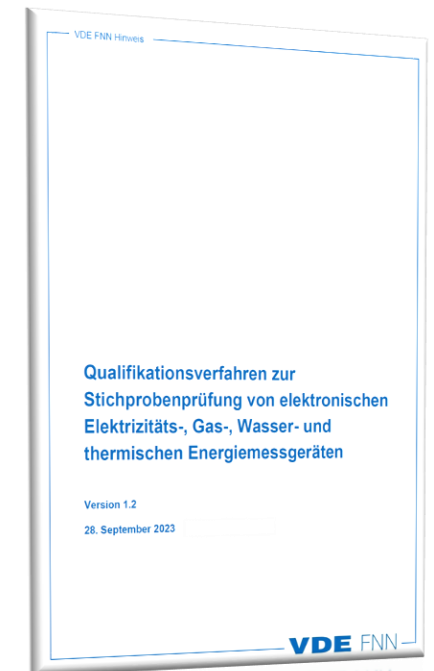 VDE FNN Hinweis
Qualifikationsverfahren zur
Stichprobenprüfung von elektronischen
Elektrizitäts-, Gas-, Wasser- und
thermischen Energiemessgeräten
Version 1.2
28. September 2023
VDE FNN